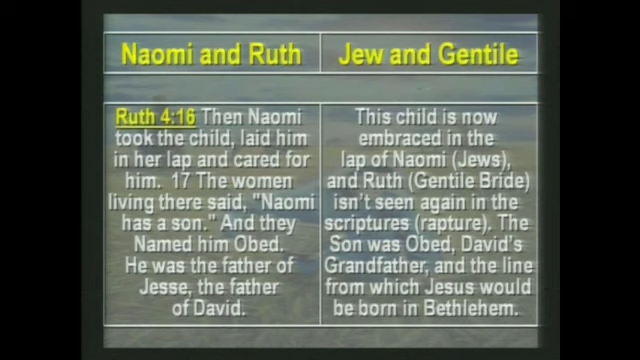 Naomi and Ruth
Jew and Gentile
Ruth 4:16 Then Naomi
took the child, laid him
in her lap and cared for
him. 17 The women
living there said, "Naomi
has a son." And they
Named him Obed.
He was the father of
Jesse, the father
of David.
This child is now
embraced in the
lap of Naomi (Jews),
and Ruth (Gentile Bride)
isn't seen again in the
scriptures (rapture). The
Son was Obed, David's
Grandfather, and the line
from which Jesus would
be born in Bethlehem.